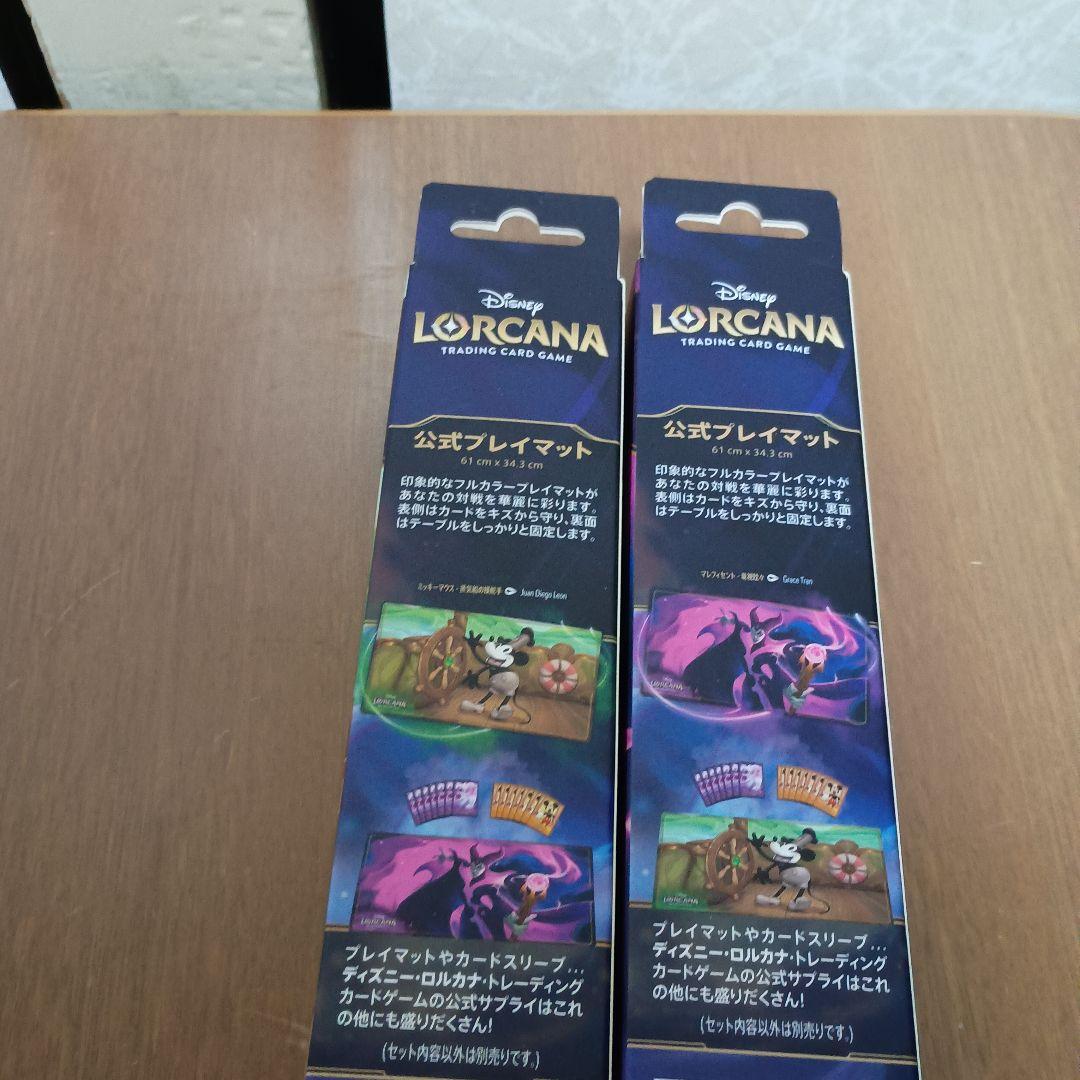 Disney
LORCANA
TRADING CARD GAME
公式プレイマット
61 cm x 34.3 cm
印象的なフルカラープレイマットが
あなたの対戦を華麗に彩ります。
表側はカードをキズから守り、裏面
はテーブルをしっかりと固定します。
ミッキーマウス - 蒸気船の操舵手 Juan Diego Leon
LORCANA
LORCANA
プレイマットやカードスリーブ...
ディズニー・ロルカナ・トレーディング
カードゲームの公式サプライはこれ
の他にも盛りだくさん!
(セット内容以外は別売りです。)
Disney
LORCANA
TRADING CARD GAME
公式プレイマット
61 cm x 34.3 cm
印象的なフルカラープレイマットが
あなたの対戦を華麗に彩ります。
表側はカードをキズから守り、裏面
はテーブルをしっかりと固定します。
マレフィセント - Grace Tran
LORCANA
LORCANA
プレイマットやカードスリーブ...
ディズニー・ロルカナ・トレーディング
カードゲームの公式サプライはこれ
の他にも盛りだくさん!
(セット内容以外は別売りです。)